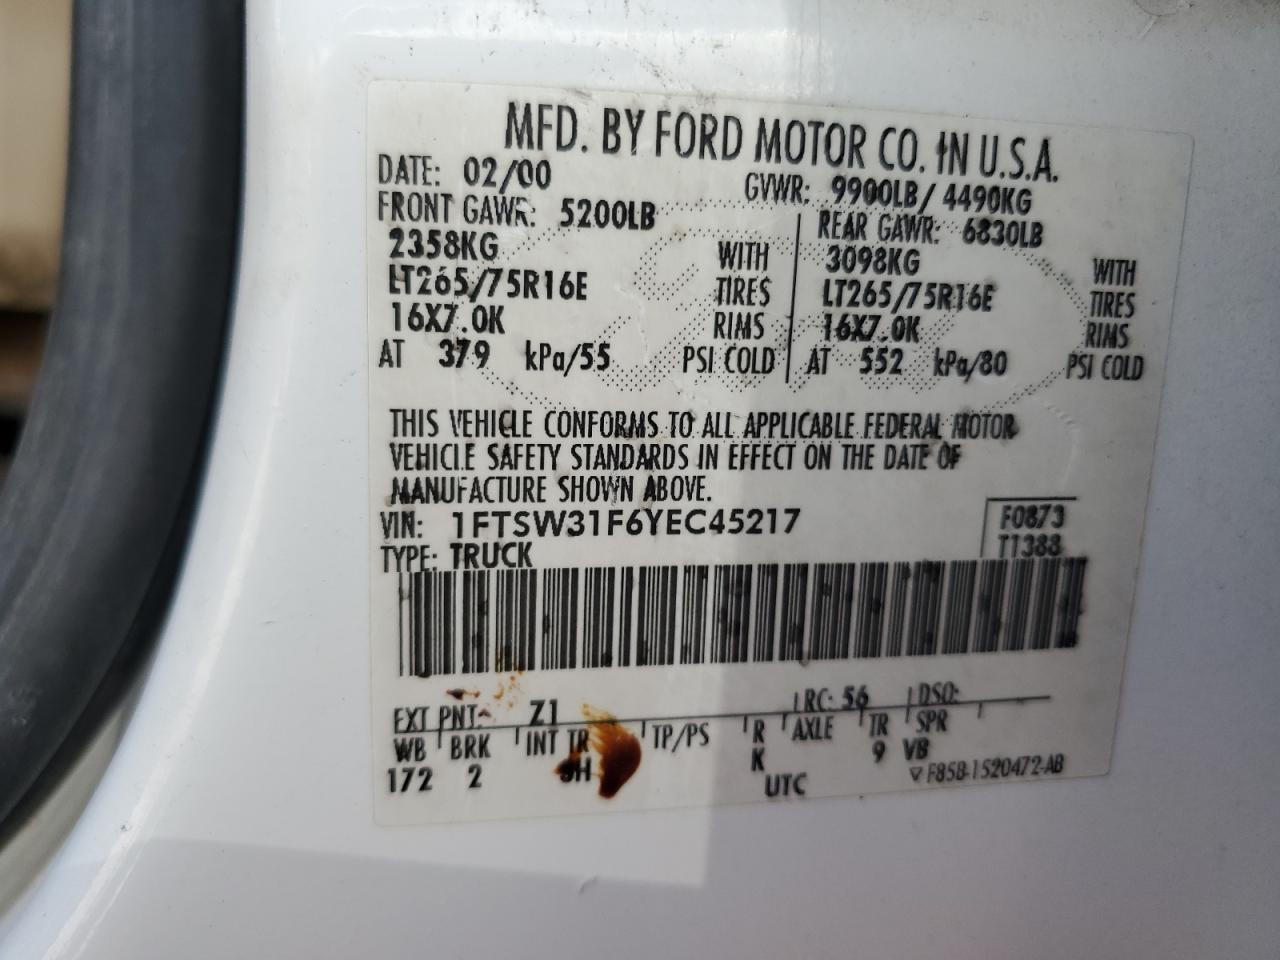 MFD. BY FORD MOTOR CO. IN U.S.A.
DATE: 02/00 GVWR: 9900LB/ 4490KG
FRONT GAWR: 5200LB REAR GAWR: 6830LB
2358KG WITH 3098KG WITH
LT265/75R16E TIRES LT265/75R16E TIRES
16X7.0K RIMS 16X7.0K RIMS
AT 379 kPa/55 PSI COLD AT 552 kPa/80 PSI COLD
THIS VEHICLE CONFORMS TO ALL APPLICABLE FEDERAL MOTOR
VEHICLE SAFETY STANDARDS IN EFFECT ON THE DATE OF
MANUFACTURE SHOWN ABOVE.
VIN: 1FTSW31F6YEC45217 F0873
TYPE: TRUCK T1388
EXT PNT: Z1 RC: 56 DSO:
WB BRK INT TR TP/PS R AXLE TR SPR
172 2 K 9 VB
UTC ▽ F85B-1520472-AB